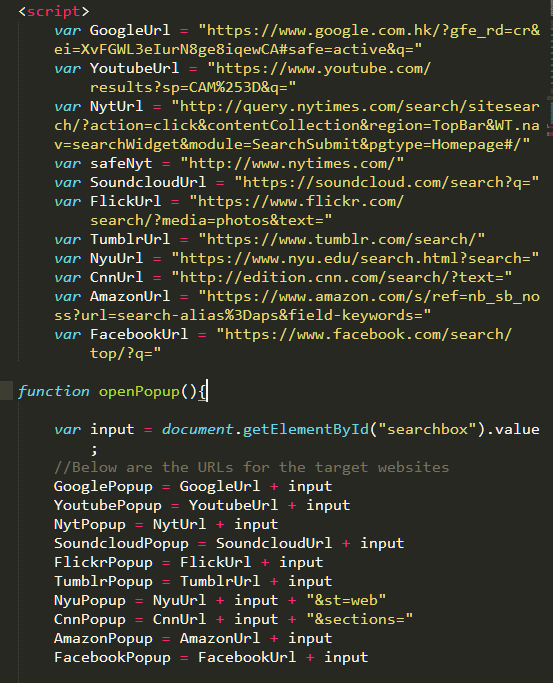 <script>
var GoogleUrl = "https://www.google.com.hk/?gfe_rd=cr&
ei=XvFGWL3eIurN8ge8iqewCA#safe=active&q="
var YoutubeUrl = "https://www.youtube.com/
results?sp=CAM%253D&q="
var NytUrl = "http://query.nytimes.com/search/sitesear
ch/?action=click&contentCollection&region=TopBar&WT.na
v=searchWidget&module=SearchSubmit&pgtype=Homepage#/"
var safeNyt = "http://www.nytimes.com/"
var SoundcloudUrl = "https://soundcloud.com/search?q="
var FlickUrl = "https://www.flickr.com/
search/?media=photos&text="
var TumblrUrl = "https://www.tumblr.com/search/"
var NyuUrl = "https://www.nyu.edu/search.html?search="
var CnnUrl = "http://edition.cnn.com/search/?text="
var AmazonUrl = "https://www.amazon.com/s/ref=nb_sb_no
ss?url=search-alias%3Daps&field-keywords="
var FacebookUrl = "https://www.facebook.com/search/
top/?q="
function openPopup(){
var input = document.getElementById("searchbox").value
;
//Below are the URLs for the target websites
GooglePopup = GoogleUrl + input
YoutubePopup = YoutubeUrl + input
NytPopup = NytUrl + input
SoundcloudPopup = SoundcloudUrl + input
FlickrPopup = FlickUrl + input
TumblrPopup = TumblrUrl + input
NyuPopup = NyuUrl + input + "&st=web"
CnnPopup = CnnUrl + input + "&sections="
AmazonPopup = AmazonUrl + input
FacebookPopup = FacebookUrl + input